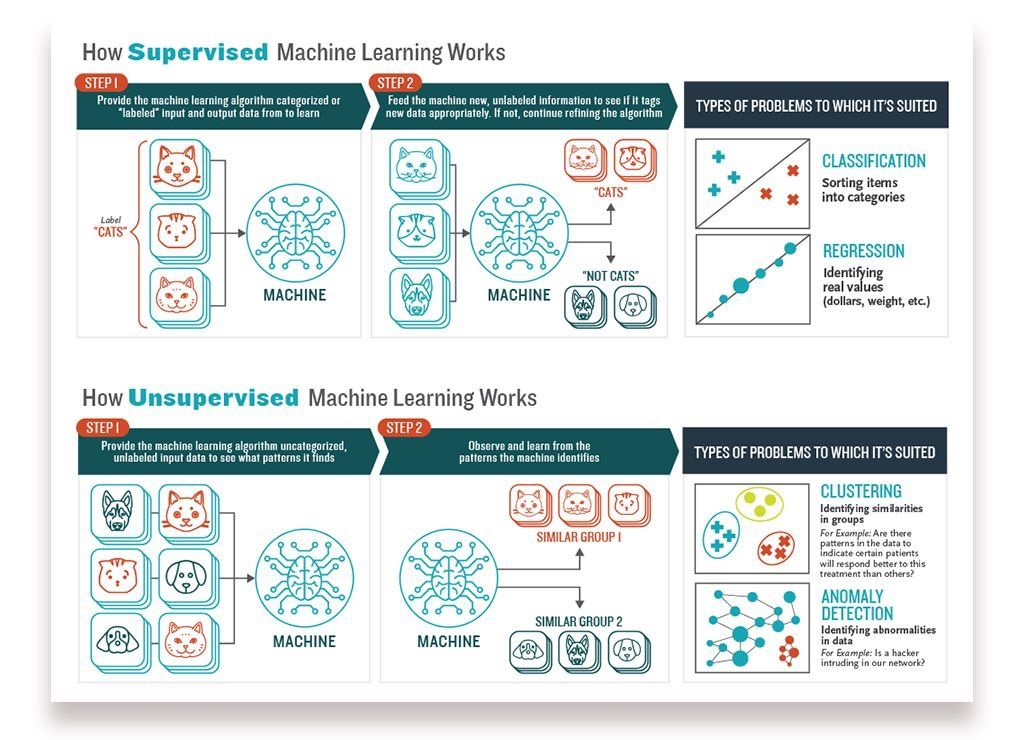 How Supervised Machine Learning Works
STEP 1
Provide the machine learning algorithm categorized or
"labeled" input and output data from to learn
STEP 2
Feed the machine new, unlabeled information to see if it tags
new data appropriately. If not, continue refining the algorithm
TYPES OF PROBLEMS TO WHICH IT'S SUITED
Label
"CATS"
MACHINE
MACHINE
"CATS"
"NOT CATS"
CLASSIFICATION
Sorting items
into categories
REGRESSION
Identifying
real values
(dollars, weight, etc.)
How Unsupervised Machine Learning Works
STEP 1
Provide the machine learning algorithm uncategorized,
unlabeled input data to see what patterns it finds
STEP 2
Observe and learn from the
patterns the machine identifies
TYPES OF PROBLEMS TO WHICH IT'S SUITED
MACHINE
MACHINE
SIMILAR GROUP 1
SIMILAR GROUP 2
CLUSTERING
Identifying similarities
in groups
For Example: Are there
patterns in the data to
indicate certain patients
will respond better to this
treatment than others?
ANOMALY
DETECTION
Identifying abnormalities
in data
For Example: Is a hacker
intruding in our network?